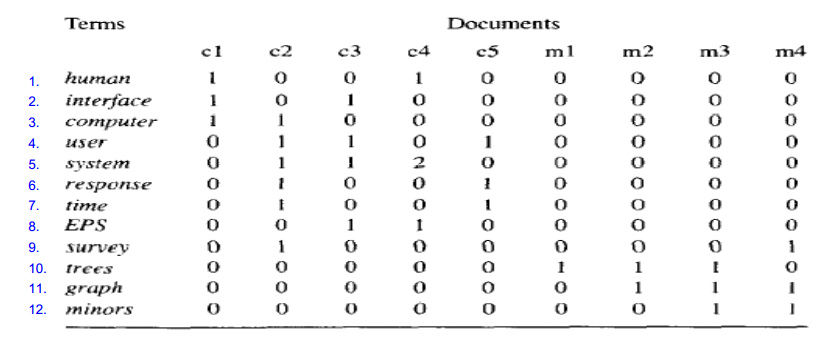 Terms Documents
c1 c2 c3 c4 c5 m1 m2 m3 m4
1. human 1 0 0 1 0 0 0 0 0
2. interface 1 0 1 0 0 0 0 0 0
3. computer 1 1 0 0 0 0 0 0 0
4. user 0 1 1 0 1 0 0 0 0
5. system 0 1 1 2 0 0 0 0 0
6. response 0 1 0 0 1 0 0 0 0
7. time 0 1 0 0 1 0 0 0 0
8. EPS 0 0 1 1 0 0 0 0 0
9. survey 0 1 0 0 0 0 0 0 1
10. trees 0 0 0 0 0 1 1 1 0
11. graph 0 0 0 0 0 0 1 1 1
12. minors 0 0 0 0 0 0 0 1 1